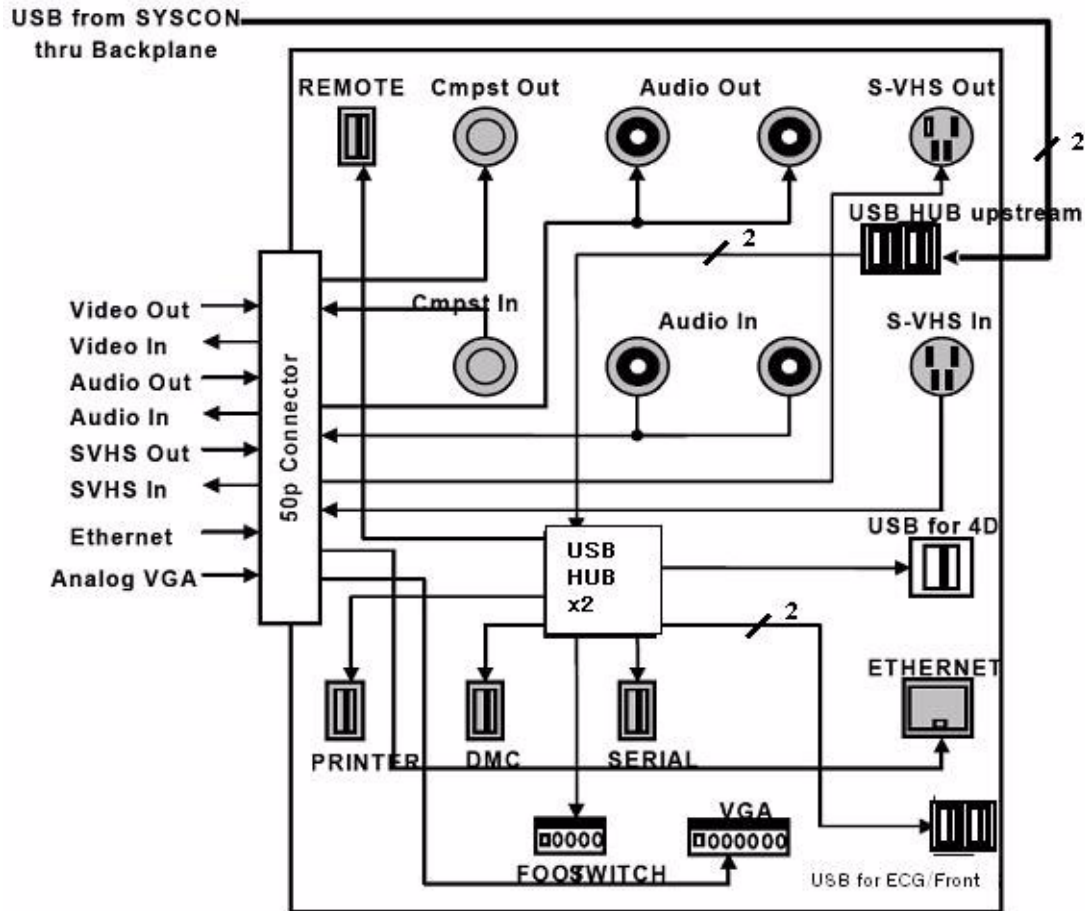 USB from SYSCON
thru Backplane
REMOTE
Cmpst Out
Audio Out
S-VHS Out
2
USB HUB upstream
2
Cmpst In
Audio In
S-VHS In
Video Out
Video In
Audio Out
Audio In
SVHS Out
SVHS In
Ethernet
Analog VGA
50p Connector
USB
HUB
x2
USB for 4D
2
ETHERNET
PRINTER
DMC
SERIAL
VGA
FOOTSWITCH
USB for ECG/Front